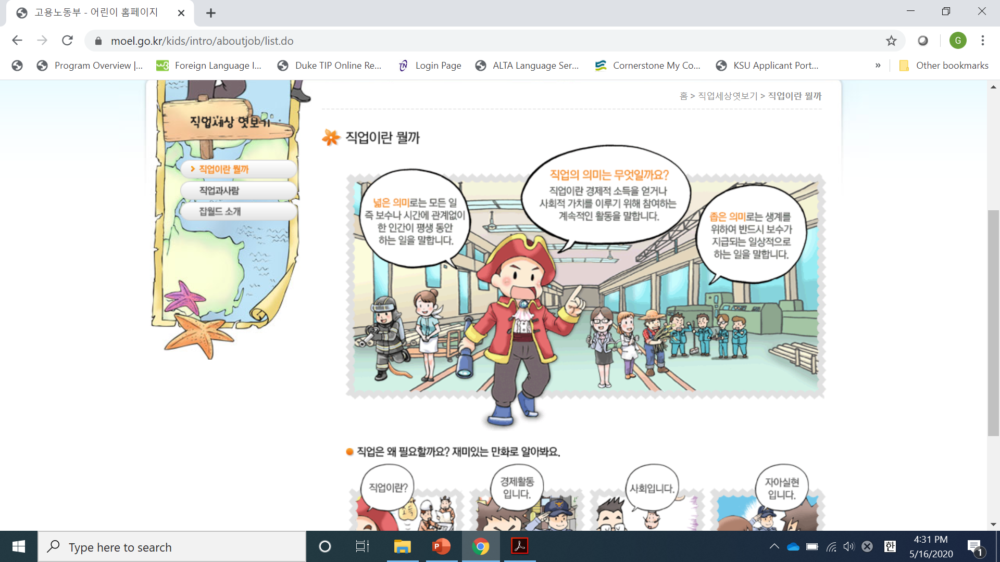 고용노동부 - 어린이 홈페이지
moel.go.kr/kids/intro/aboutjob/list.do
G
Program Overview |...
Foreign Language I...
Duke TIP Online Re...
Login Page
ALTA Language Ser...
Cornerstone My Co...
KSU Applicant Port...
»
Other bookmarks
홈 > 직업세상엿보기 > 직업이란 뭘까
직업세상 엿보기
직업이란 뭘까
직업과사람
잡월드 소개
직업이란 뭘까
넓은 의미로는 모든 일
즉 보수나 시간에 관계없이
한 인간이 평생 동안
하는 일을 말합니다.
직업의 의미는 무엇일까요?
직업이란 경제적 소득을 얻거나
사회적 가치를 이루기 위해 참여하는
계속적인 활동을 말합니다.
좁은 의미로는 생계를
위하여 반드시 보수가
지급되는 일상적으로
하는 일을 말합니다.
직업은 왜 필요할까요? 재미있는 만화로 알아봐요.
직업이란?
소득
경제활동
입니다.
사회입니다.
자아실현
입니다.
Type here to search
P
한
4:31 PM
5/16/2020
1